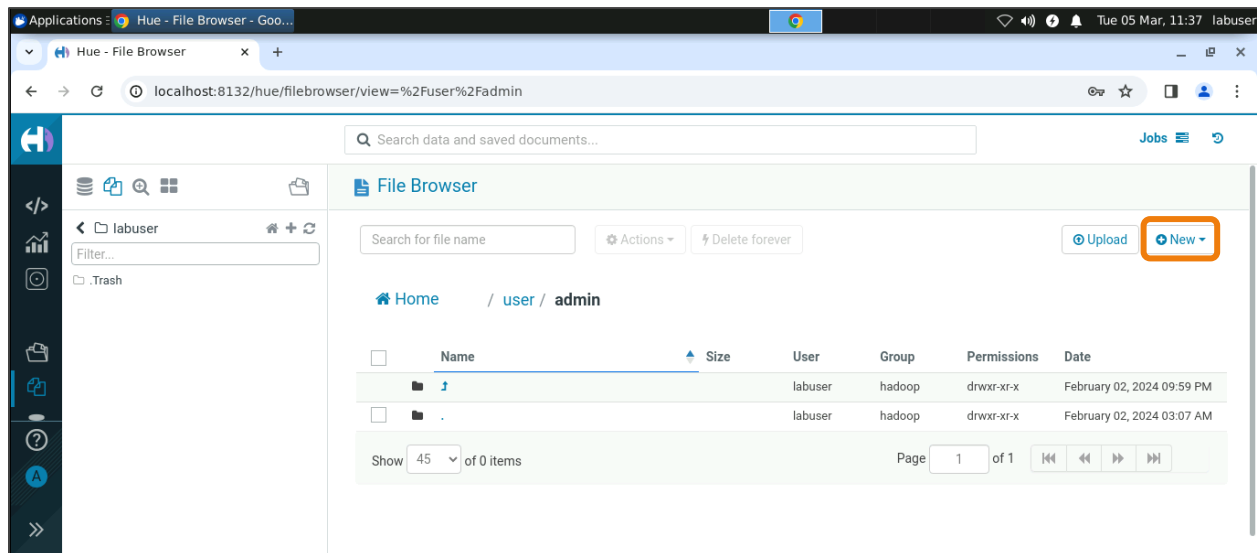 Applications Hue - File Browser - Goo... Tue 05 Mar, 11:37 labuser
Hue - File Browser
localhost:8132/hue/filebrowser/view=%2Fuser%2Fadmin
Search data and saved documents... Jobs
File Browser
labuser
Search for file name Actions Delete forever Upload New
Filter...
.Trash
Home / user / admin
Name Size User Group Permissions Date
labuser hadoop drwxr-xr-x February 02, 2024 09:59 PM
. labuser hadoop drwxr-xr-x February 02, 2024 03:07 AM
Show 45 of 0 items Page 1 of 1
A